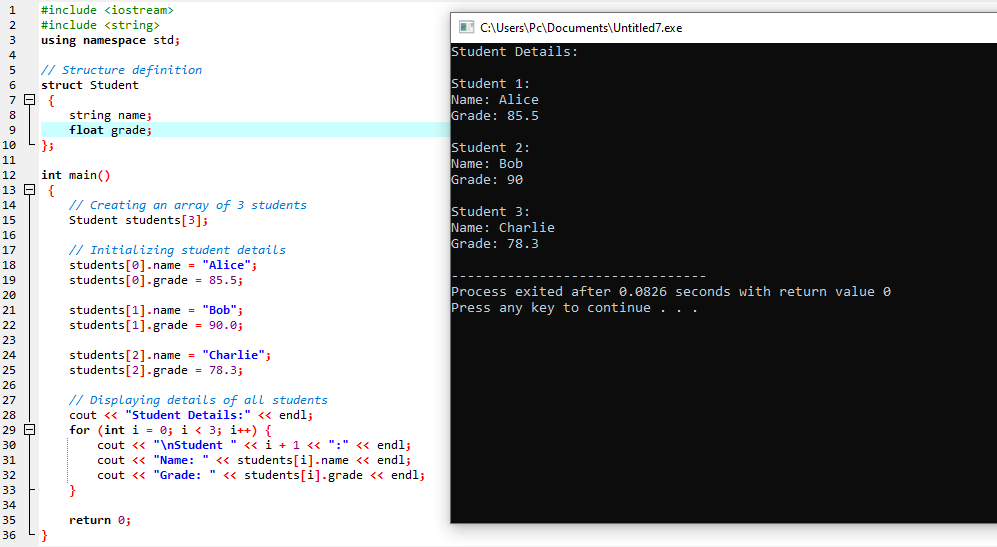 1 #include <iostream>
2 #include <string>
3 using namespace std;
4
5 // Structure definition
6 struct Student
7 {
8 string name;
9 float grade;
10 };
11
12 int main()
13 {
14 // Creating an array of 3 students
15 Student students[3];
16
17 // Initializing student details
18 students[0].name = "Alice";
19 students[0].grade = 85.5;
20
21 students[1].name = "Bob";
22 students[1].grade = 90.0;
23
24 students[2].name = "Charlie";
25 students[2].grade = 78.3;
26
27 // Displaying details of all students
28 cout << "Student Details:" << endl;
29 for (int i = 0; i < 3; i++) {
30 cout << "\nStudent " << i + 1 << ":" << endl;
31 cout << "Name: " << students[i].name << endl;
32 cout << "Grade: " << students[i].grade << endl;
33 }
34
35 return 0;
36 }
C:\Users\Pc\Documents\Untitled7.exe
Student Details:

Student 1:
Name: Alice
Grade: 85.5

Student 2:
Name: Bob
Grade: 90

Student 3:
Name: Charlie
Grade: 78.3

--------------------------------
Process exited after 0.0826 seconds with return value 0
Press any key to continue . . .